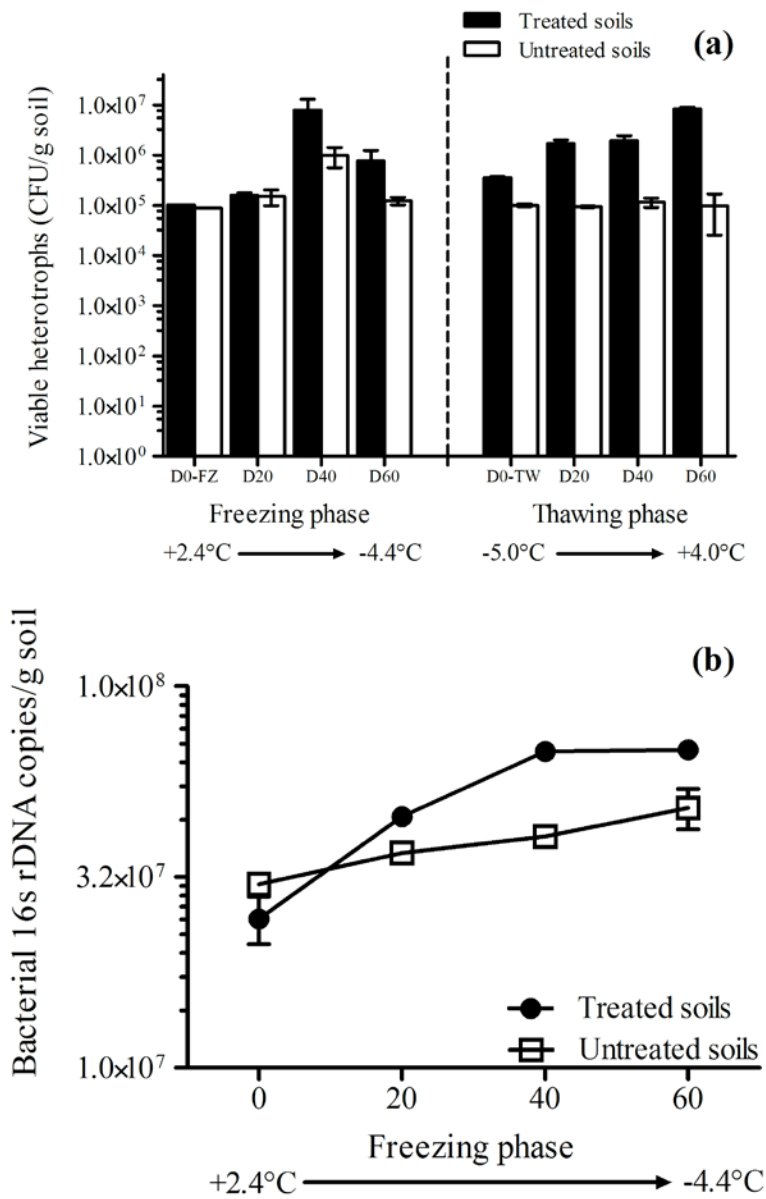 Treated soils
Untreated soils
(a)
Viable heterotrophs (CFU/g soil)
1.0×10⁷
1.0×10⁶
1.0×10⁵
1.0×10⁴
1.0×10³
1.0×10²
1.0×10¹
1.0×10⁰
D0-FZ D20 D40 D60 D0-TW D20 D40 D60
Freezing phase Thawing phase
+2.4°C -4.4°C -5.0°C +4.0°C
(b)
Bacterial 16s rDNA copies/g soil
1.0×10⁸
3.2×10⁷
1.0×10⁷
Treated soils
Untreated soils
0 20 40 60
Freezing phase
+2.4°C -4.4°C